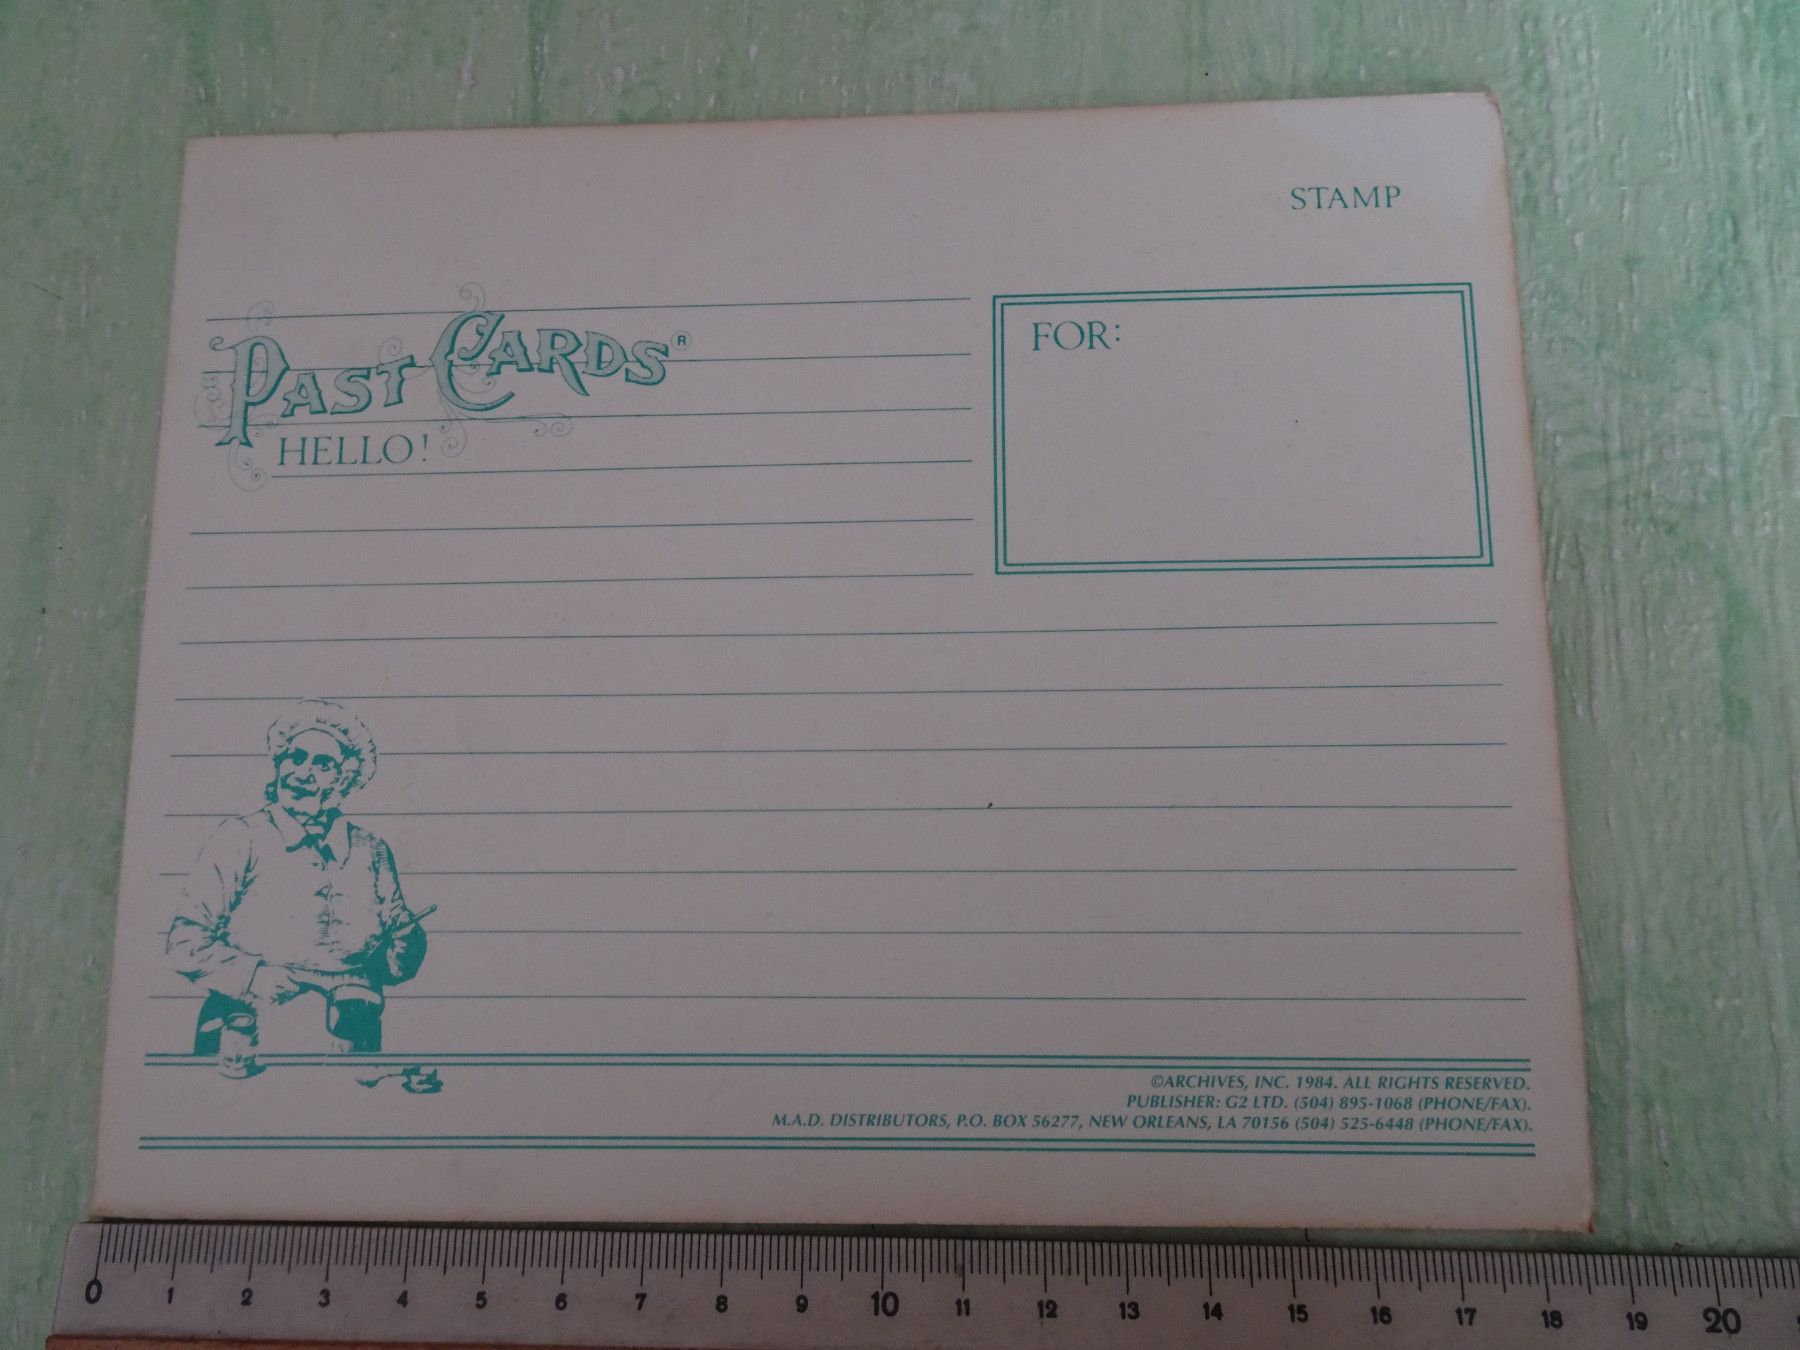 STAMP
PAST CARDS®
HELLO!
FOR:
©ARCHIVES, INC. 1984. ALL RIGHTS RESERVED.
PUBLISHER: G2 LTD. (504) 895-1068 (PHONE/FAX).
M.A.D. DISTRIBUTORS, P.O. BOX 56277, NEW ORLEANS, LA 70156 (504) 525-6448 (PHONE/FAX).
0 1 2 3 4 5 6 7 8 9 10 11 12 13 14 15 16 17 18 19 20